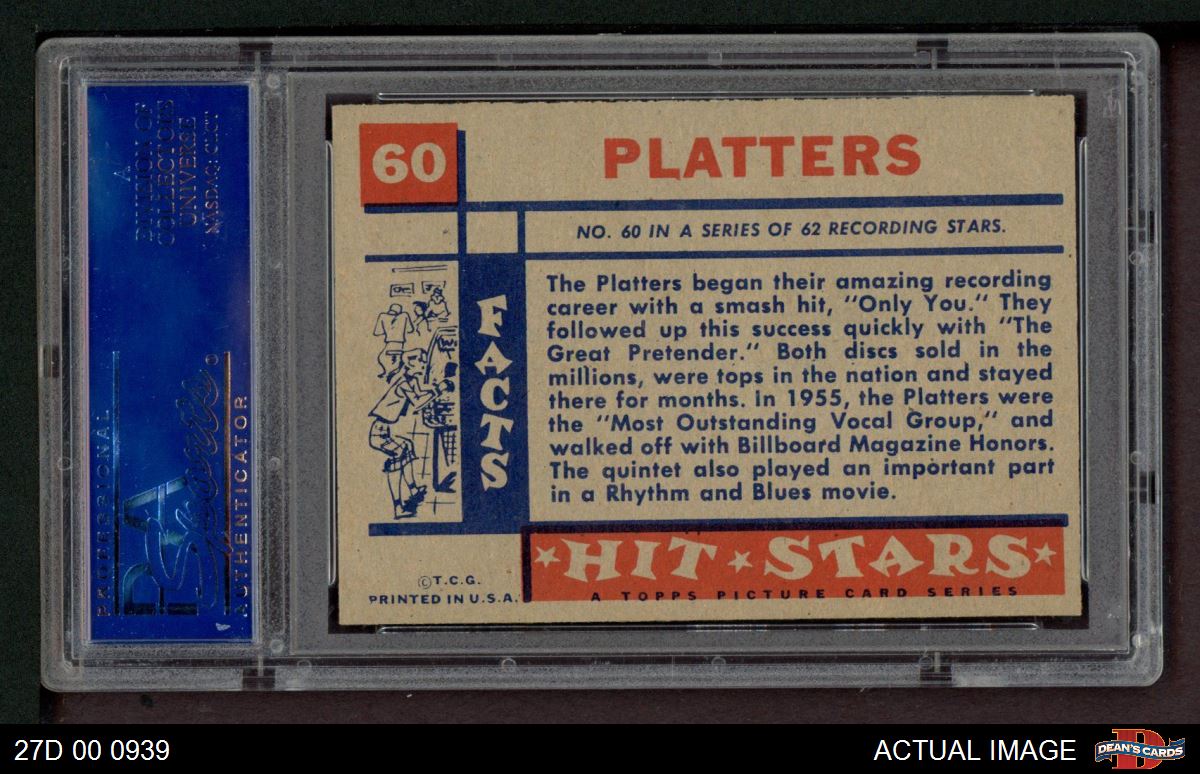 A
DIVISION OF
COLLECTORS
UNIVERSE
NASDAQ: CLCT
PROFESSIONAL
PSA
Sports
AUTHENTICATOR
60
PLATTERS
NO. 60 IN A SERIES OF 62 RECORDING STARS.
FACTS
The Platters began their amazing recording
career with a smash hit, "Only You." They
followed up this success quickly with "The
Great Pretender." Both discs sold in the
millions, were tops in the nation and stayed
there for months. In 1955, the Platters were
the "Most Outstanding Vocal Group," and
walked off with Billboard Magazine Honors.
The quintet also played an important part
in a Rhythm and Blues movie.
HIT STARS
A TOPPS PICTURE CARD SERIES
©T.C.G.
PRINTED IN U.S.A.
27D 00 0939
ACTUAL IMAGE
DEAN'S CARDS